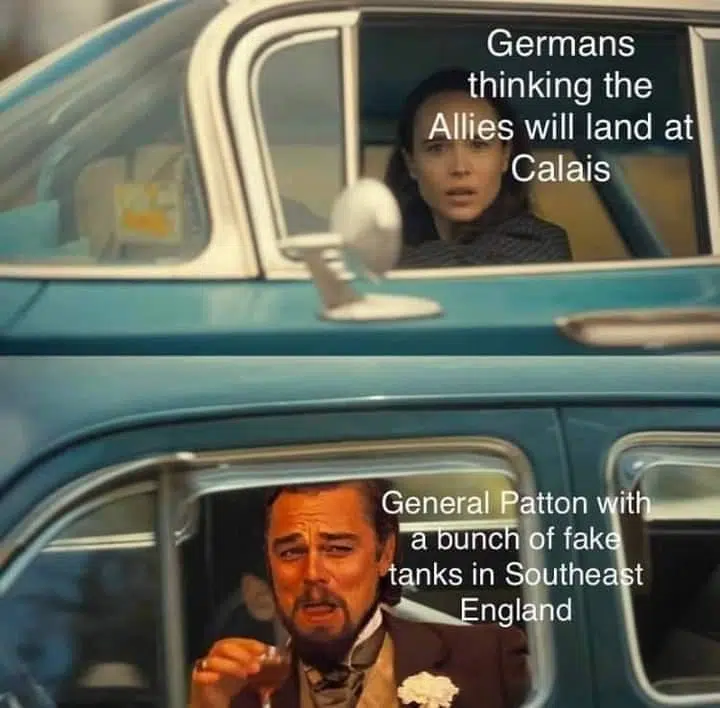 Germans
thinking the
Allies will land at
Calais
General Patton with
a bunch of fake
tanks in Southeast
England